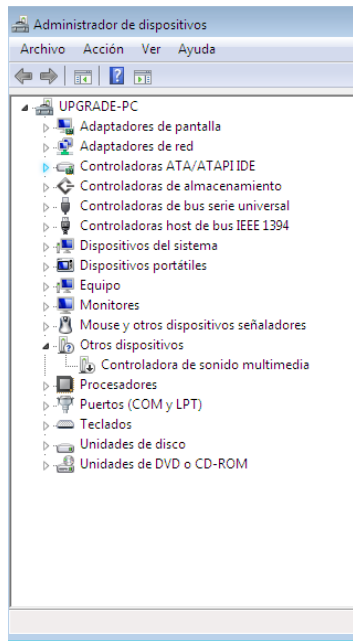 Administrador de dispositivos
Archivo Acción Ver Ayuda
UPGRADE-PC
Adaptadores de pantalla
Adaptadores de red
Controladoras ATA/ATAPI IDE
Controladoras de almacenamiento
Controladoras de bus serie universal
Controladoras host de bus IEEE 1394
Dispositivos del sistema
Dispositivos portátiles
Equipo
Monitores
Mouse y otros dispositivos señaladores
Otros dispositivos
Controladora de sonido multimedia
Procesadores
Puertos (COM y LPT)
Teclados
Unidades de disco
Unidades de DVD o CD-ROM